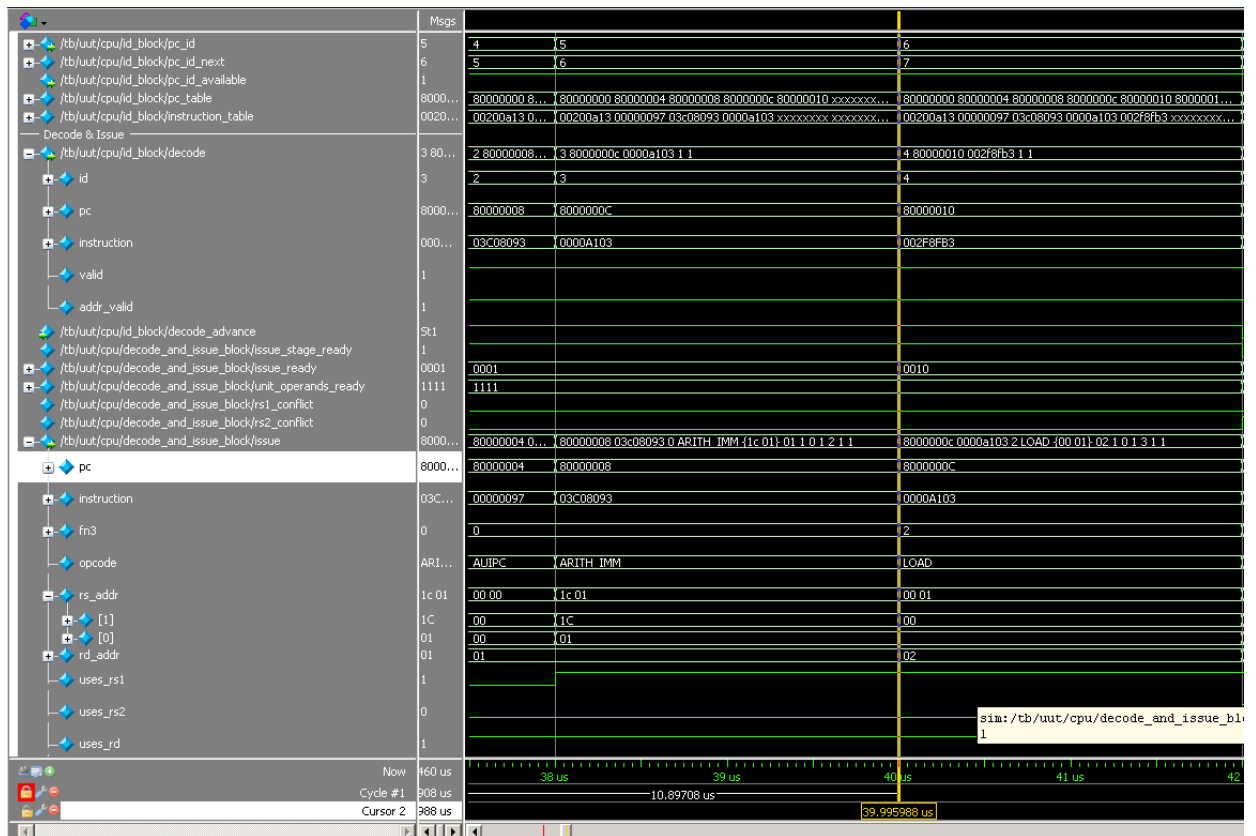 Msgs
/tb/uut/cpu/id_block/pc_id 5 4 5 6
/tb/uut/cpu/id_block/pc_id_next 6 5 6 7
/tb/uut/cpu/id_block/pc_id_available 1
/tb/uut/cpu/id_block/pc_table 8000... 80000000 8... 80000000 80000004 80000008 8000000c 80000010 xxxxxxx... 80000000 80000004 80000008 8000000c 80000010 8000001...
/tb/uut/cpu/id_block/instruction_table 0020... 00200a13 0... 00200a13 00000097 03c08093 0000a103 xxxxxxxx xxxxxxx... 00200a13 00000097 03c08093 0000a103 002f8fb3 xxxxxxxx...
Decode & Issue
/tb/uut/cpu/id_block/decode 3 80... 2 80000008... 3 8000000c 0000a103 1 1 4 80000010 002f8fb3 1 1
id 3 2 3 4
pc 8000... 80000008 8000000C 80000010
instruction 000... 03C08093 0000A103 002F8FB3
valid 1
addr_valid 1
/tb/uut/cpu/id_block/decode_advance St1
/tb/uut/cpu/decode_and_issue_block/issue_stage_ready 1
/tb/uut/cpu/decode_and_issue_block/issue_ready 0001 0001 0010
/tb/uut/cpu/decode_and_issue_block/unit_operands_ready 1111 1111
/tb/uut/cpu/decode_and_issue_block/rs1_conflict 0
/tb/uut/cpu/decode_and_issue_block/rs2_conflict 0
/tb/uut/cpu/decode_and_issue_block/issue 8000... 80000004 0... 80000008 03c08093 0 ARITH_IMM {1c 01} 01 1 0 1 2 1 1 8000000c 0000a103 2 LOAD {00 01} 02 1 0 1 3 1 1
pc 8000... 80000004 80000008 8000000C
instruction 03C... 00000097 03C08093 0000A103
fn3 0 0 2
opcode ARI... AUIPC ARITH_IMM LOAD
rs_addr 1c 01 00 00 1c 01 00 01
[1] 1C 00 1C 00
[0] 01 00 01
rd_addr 01 01 02
uses_rs1 1
uses_rs2 0
uses_rd 1
sim:/tb/uut/cpu/decode_and_issue_blo
1
Now 460 us 38 us 39 us 40 us 41 us 42
Cycle #1 908 us 10.89708 us
Cursor 2 988 us 39.995988 us